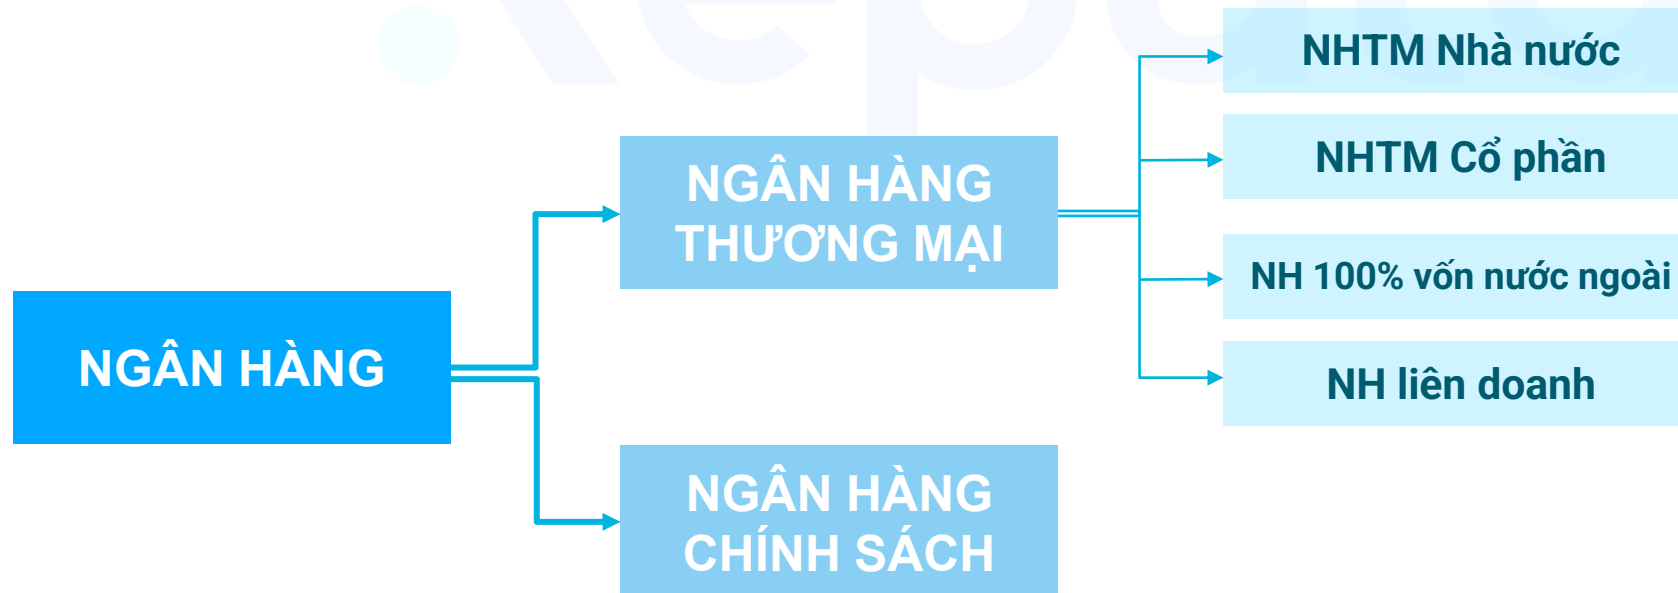 NHTM Nhà nước
NGÂN HÀNG
THƯƠNG MẠI
NHTM Cổ phần
NH 100% vốn nước ngoài
NGÂN HÀNG
NH liên doanh
NGÂN HÀNG
CHÍNH SÁCH